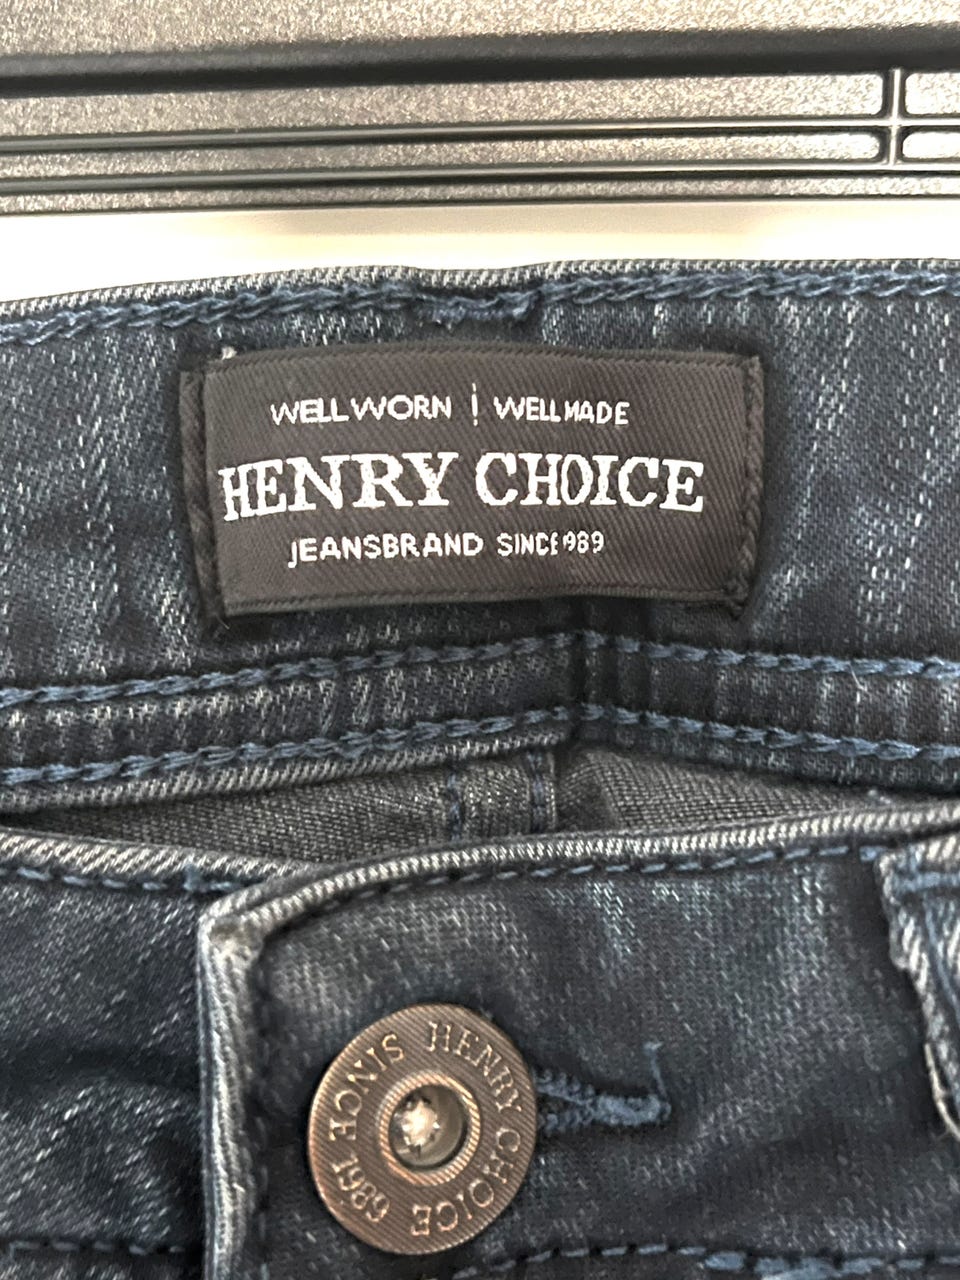 WELLWORN | WELLMADE
HENRY CHOICE
JEANSBRAND SINCE 1989
HENRY CHOICE SINCE 1989